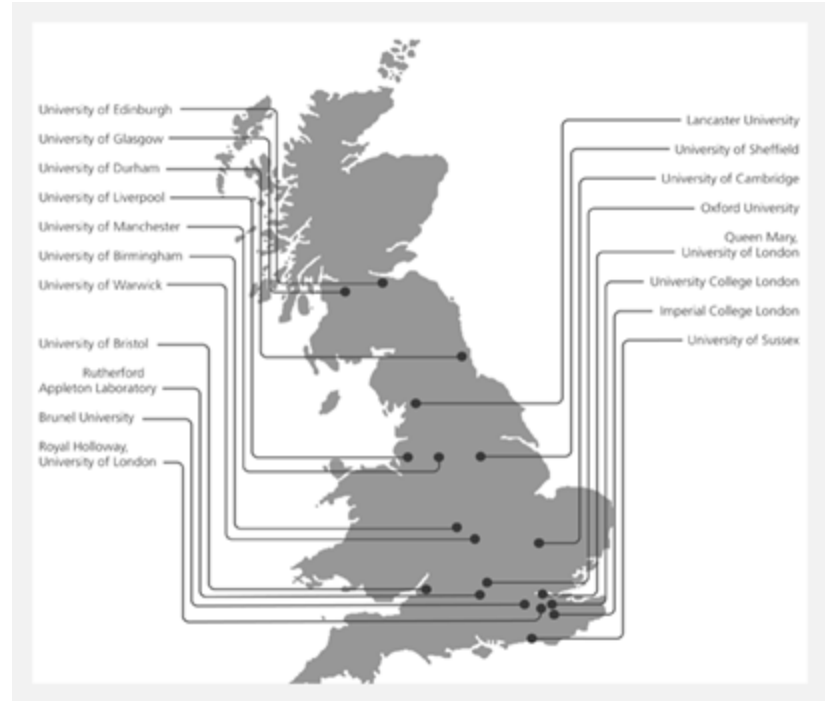 University of Edinburgh
University of Glasgow
University of Durham
University of Liverpool
University of Manchester
University of Birmingham
University of Warwick
University of Bristol
Rutherford
Appleton Laboratory
Brunel University
Royal Holloway,
University of London
Lancaster University
University of Sheffield
University of Cambridge
Oxford University
Queen Mary,
University of London
University College London
Imperial College London
University of Sussex